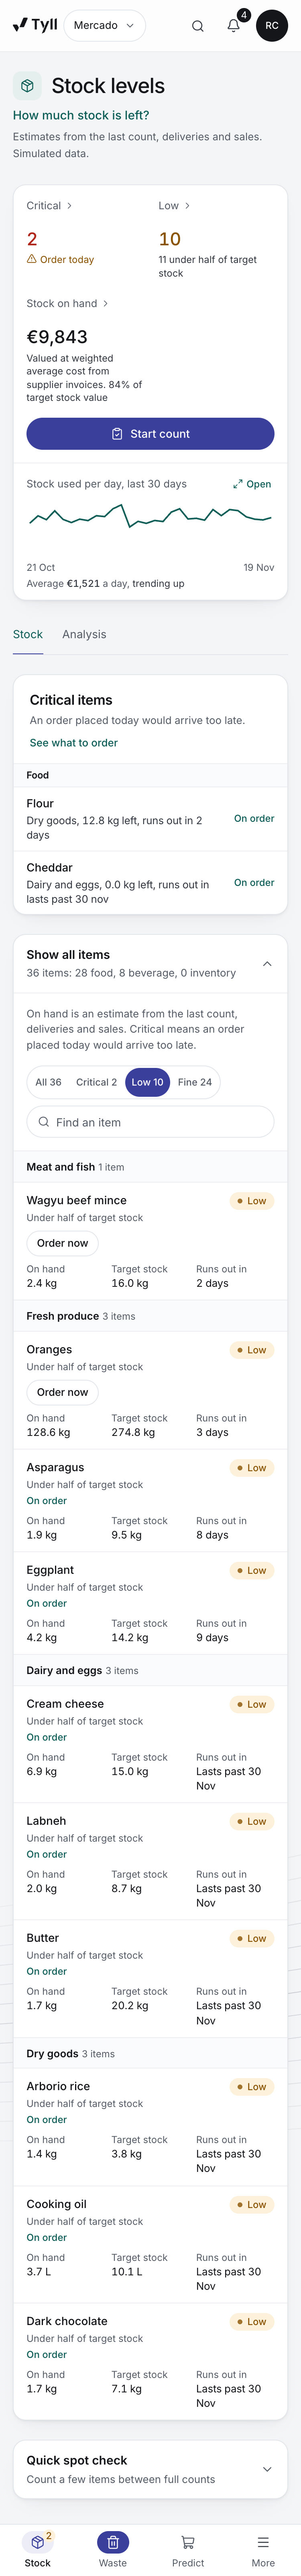 Tyll
Mercado
4
RC
Stock levels
How much stock is left?
Estimates from the last count, deliveries and sales.
Simulated data.
Critical
2
Order today
Low
10
11 under half of target
stock
Stock on hand
€9,843
Valued at weighted
average cost from
supplier invoices. 84% of
target stock value
Start count
Stock used per day, last 30 days
Open
21 Oct
19 Nov
Average €1,521 a day, trending up
Stock
Analysis
Critical items
An order placed today would arrive too late.
See what to order
Food
Flour
Dry goods, 12.8 kg left, runs out in 2
days
On order
Cheddar
Dairy and eggs, 0.0 kg left, runs out in
lasts past 30 nov
On order
Show all items
36 items: 28 food, 8 beverage, 0 inventory
On hand is an estimate from the last count,
deliveries and sales. Critical means an order
placed today would arrive too late.
All 36
Critical 2
Low 10
Fine 24
Find an item
Meat and fish 1 item
Wagyu beef mince
Low
Under half of target stock
Order now
On hand
Target stock
Runs out in
2.4 kg
16.0 kg
2 days
Fresh produce 3 items
Oranges
Low
Under half of target stock
Order now
On hand
Target stock
Runs out in
128.6 kg
274.8 kg
3 days
Asparagus
Low
Under half of target stock
On order
On hand
Target stock
Runs out in
1.9 kg
9.5 kg
8 days
Eggplant
Low
Under half of target stock
On order
On hand
Target stock
Runs out in
4.2 kg
14.2 kg
9 days
Dairy and eggs 3 items
Cream cheese
Low
Under half of target stock
On order
On hand
Target stock
Runs out in
6.9 kg
15.0 kg
Lasts past 30
Nov
Labneh
Low
Under half of target stock
On order
On hand
Target stock
Runs out in
2.0 kg
8.7 kg
Lasts past 30
Nov
Butter
Low
Under half of target stock
On order
On hand
Target stock
Runs out in
1.7 kg
20.2 kg
Lasts past 30
Nov
Dry goods 3 items
Arborio rice
Low
Under half of target stock
On order
On hand
Target stock
Runs out in
1.4 kg
3.8 kg
Lasts past 30
Nov
Cooking oil
Low
Under half of target stock
On order
On hand
Target stock
Runs out in
3.7 L
10.1 L
Lasts past 30
Nov
Dark chocolate
Low
Under half of target stock
On order
On hand
Target stock
Runs out in
1.7 kg
7.1 kg
Lasts past 30
Nov
Quick spot check
Count a few items between full counts
2
Stock
Waste
Predict
More